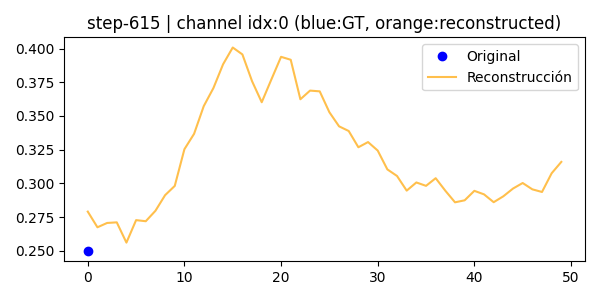 step-615 | channel idx:0 (blue:GT, orange:reconstructed)
0.400
0.375
0.350
0.325
0.300
0.275
0.250
Original
Reconstrucción
0 10 20 30 40 50